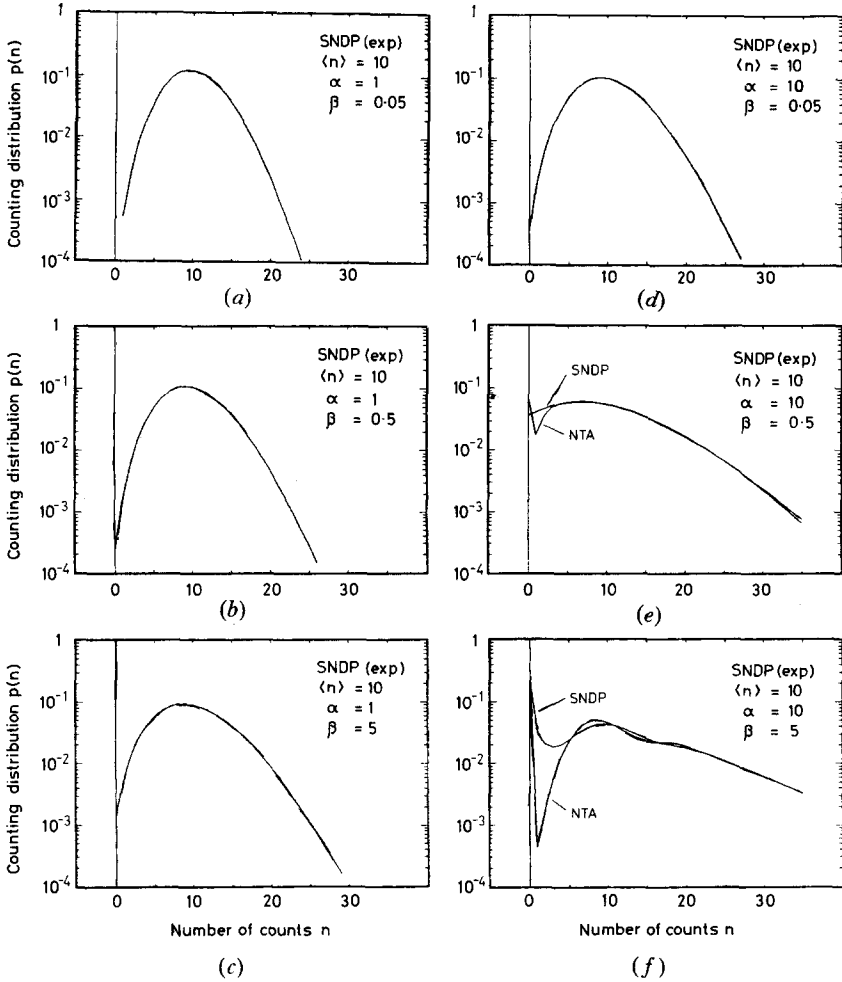 Counting distribution p(n)
1
10⁻¹
10⁻²
10⁻³
10⁻⁴
SNDP (exp)
⟨n⟩ = 10
α = 1
β = 0·05
0
10
20
30
(a)
1
10⁻¹
10⁻²
10⁻³
10⁻⁴
SNDP (exp)
⟨n⟩ = 10
α = 10
β = 0·05
0
10
20
30
(d)
Counting distribution p(n)
1
10⁻¹
10⁻²
10⁻³
10⁻⁴
SNDP (exp)
⟨n⟩ = 10
α = 1
β = 0·5
0
10
20
30
(b)
1
10⁻¹
10⁻²
10⁻³
10⁻⁴
SNDP
NTA
SNDP (exp)
⟨n⟩ = 10
α = 10
β = 0·5
0
10
20
30
(e)
Counting distribution p(n)
1
10⁻¹
10⁻²
10⁻³
10⁻⁴
SNDP (exp)
⟨n⟩ = 10
α = 1
β = 5
0
10
20
30
Number of counts n
(c)
1
10⁻¹
10⁻²
10⁻³
10⁻⁴
SNDP
NTA
SNDP (exp)
⟨n⟩ = 10
α = 10
β = 5
0
10
20
30
Number of counts n
(f)